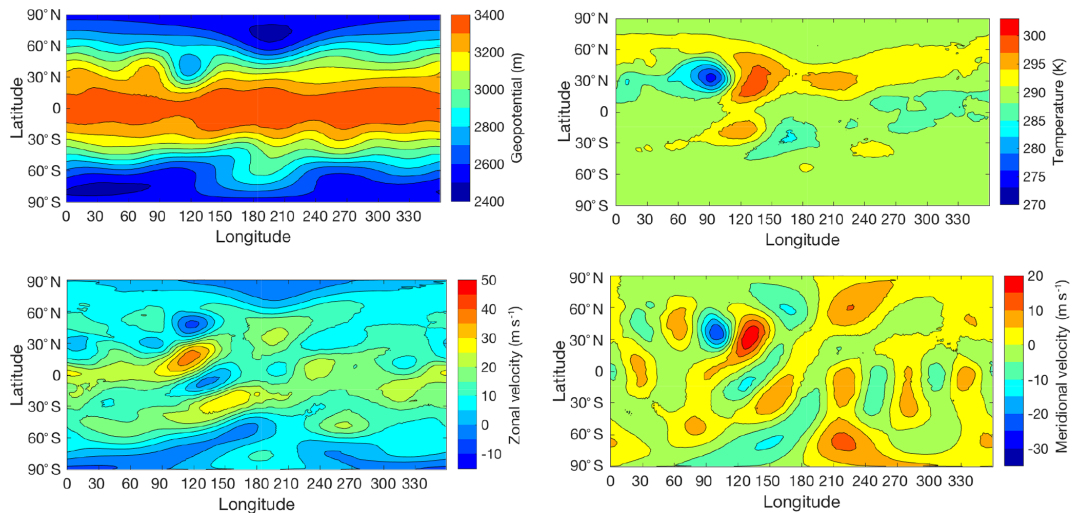 90° N
60° N
30° N
0
30° S
60° S
90° S
Latitude
0 30 60 90 120 150 180 210 240 270 300 330
Longitude
3400
3200
3000
2800
2600
2400
Geopotential (m)
90° N
60° N
30° N
0
30° S
60° S
90° S
Latitude
0 30 60 90 120 150 180 210 240 270 300 330
Longitude
300
295
290
285
280
275
270
Temperature (K)
90° N
60° N
30° N
0
30° S
60° S
90° S
Latitude
0 30 60 90 120 150 180 210 240 270 300 330
Longitude
50
40
30
20
10
0
-10
Zonal velocity (m s⁻¹)
90° N
60° N
30° N
0
30° S
60° S
90° S
Latitude
0 30 60 90 120 150 180 210 240 270 300 330
Longitude
20
10
0
-10
-20
-30
Meridional velocity (m s⁻¹)